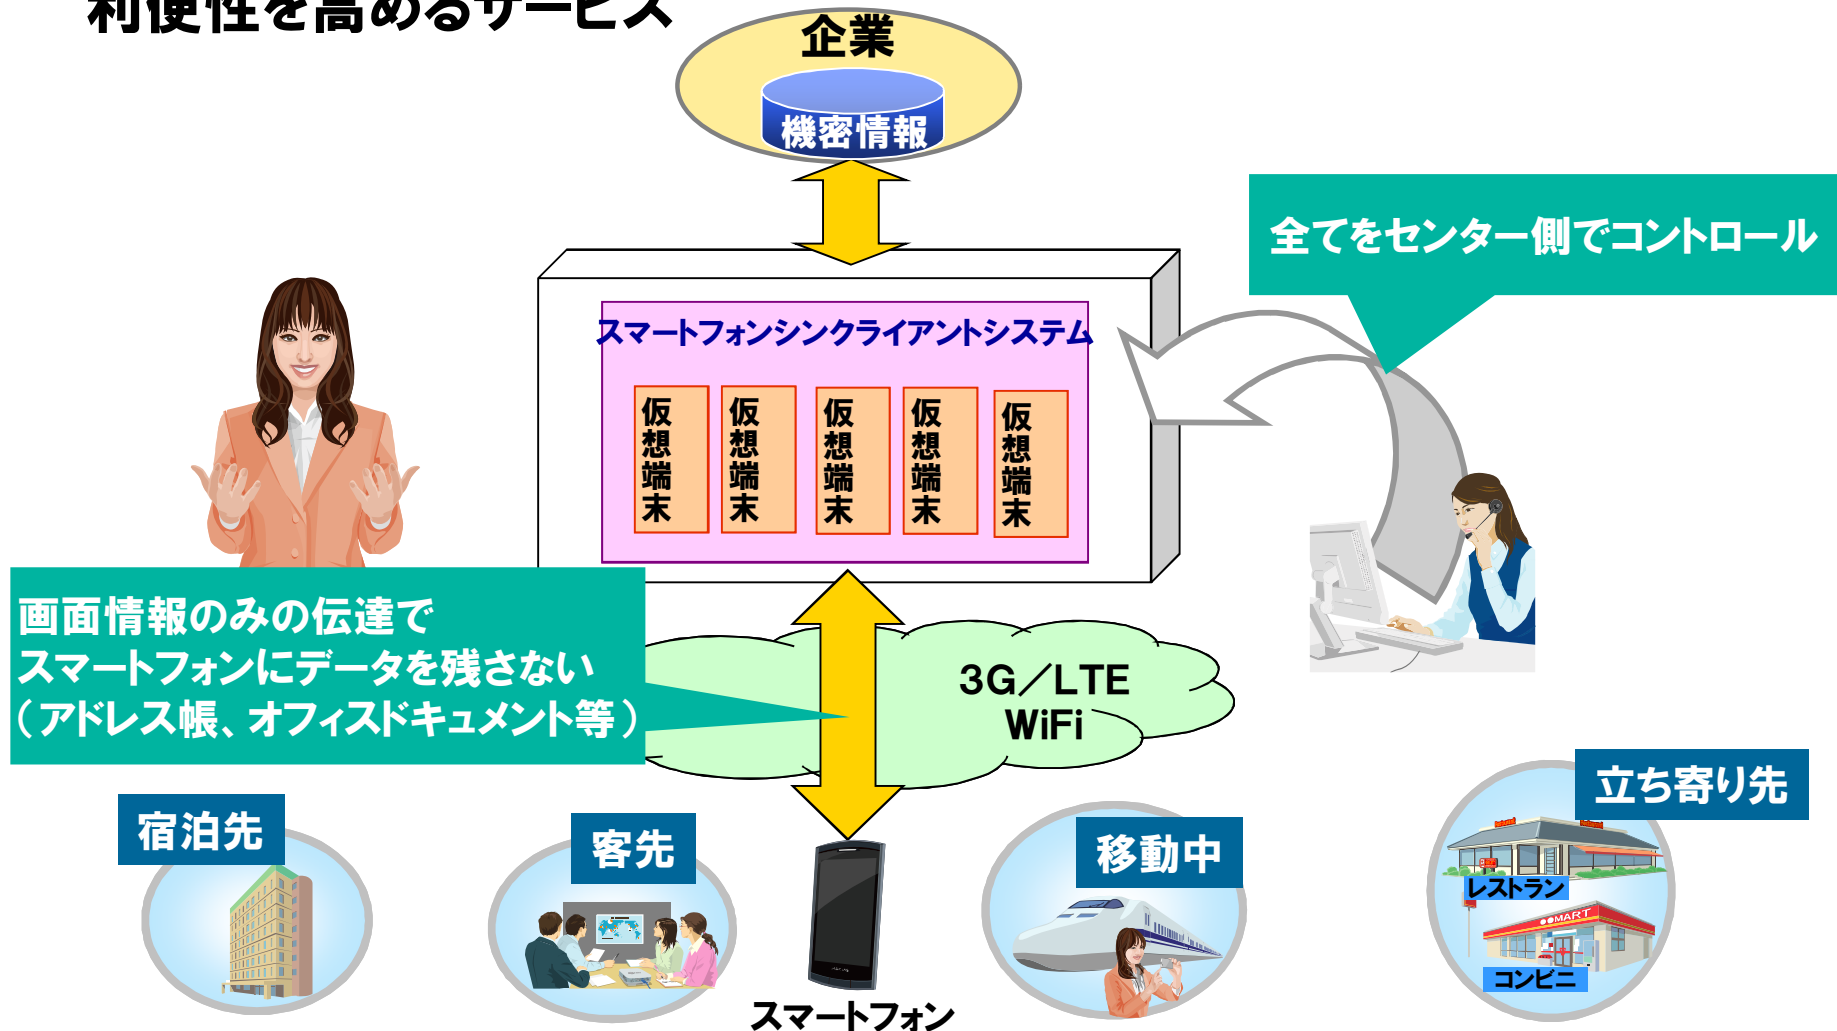 利便性を高めるサービス
企業
機密情報
全てをセンター側でコントロール
スマートフォンシンクライアントシステム
仮想端末
仮想端末
仮想端末
仮想端末
仮想端末
画面情報のみの伝達で
スマートフォンにデータを残さない
（アドレス帳、オフィスドキュメント等）
3G／LTE
WiFi
宿泊先
客先
移動中
立ち寄り先
レストラン
●●MART
コンビニ
スマートフォン